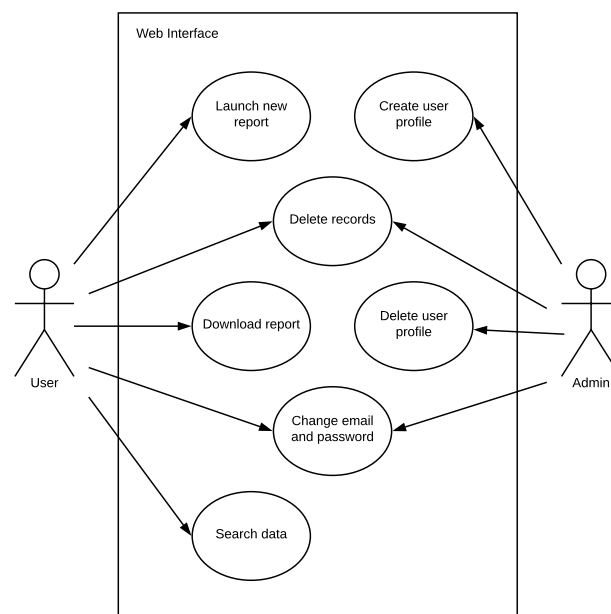 Web Interface
Launch new
report
Create user
profile
Delete records
Download report
Delete user
profile
User
Admin
Change email
and password
Search data